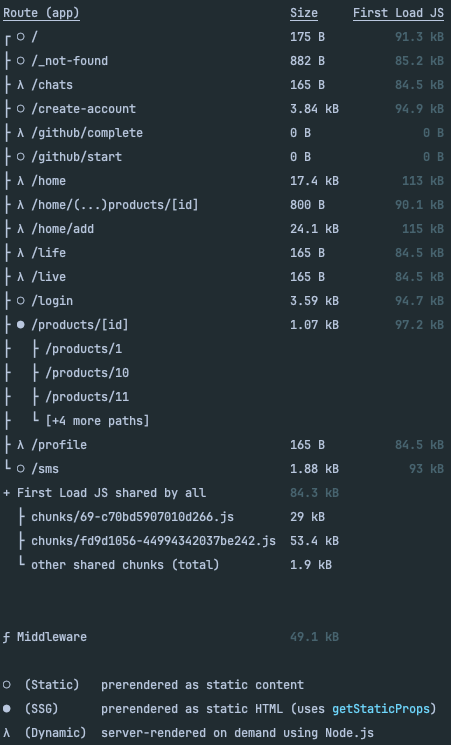 Route (app) Size First Load JS
┌ ○ / 175 B 91.3 kB
├ ○ /_not-found 882 B 85.2 kB
├ λ /chats 165 B 84.5 kB
├ ○ /create-account 3.84 kB 94.9 kB
├ λ /github/complete 0 B 0 B
├ ○ /github/start 0 B 0 B
├ λ /home 17.4 kB 113 kB
├ λ /home/(...)products/[id] 800 B 90.1 kB
├ λ /home/add 24.1 kB 115 kB
├ λ /life 165 B 84.5 kB
├ λ /live 165 B 84.5 kB
├ ○ /login 3.59 kB 94.7 kB
├ ● /products/[id] 1.07 kB 97.2 kB
├   ├ /products/1
├   ├ /products/10
├   ├ /products/11
├   └ [+4 more paths]
├ λ /profile 165 B 84.5 kB
└ ○ /sms 1.88 kB 93 kB
+ First Load JS shared by all 84.3 kB
├ chunks/69-c70bd5907010d266.js 29 kB
├ chunks/fd9d1056-44994342037be242.js 53.4 kB
└ other shared chunks (total) 1.9 kB
ƒ Middleware 49.1 kB
○ (Static) prerendered as static content
● (SSG) prerendered as static HTML (uses getStaticProps)
λ (Dynamic) server-rendered on demand using Node.js